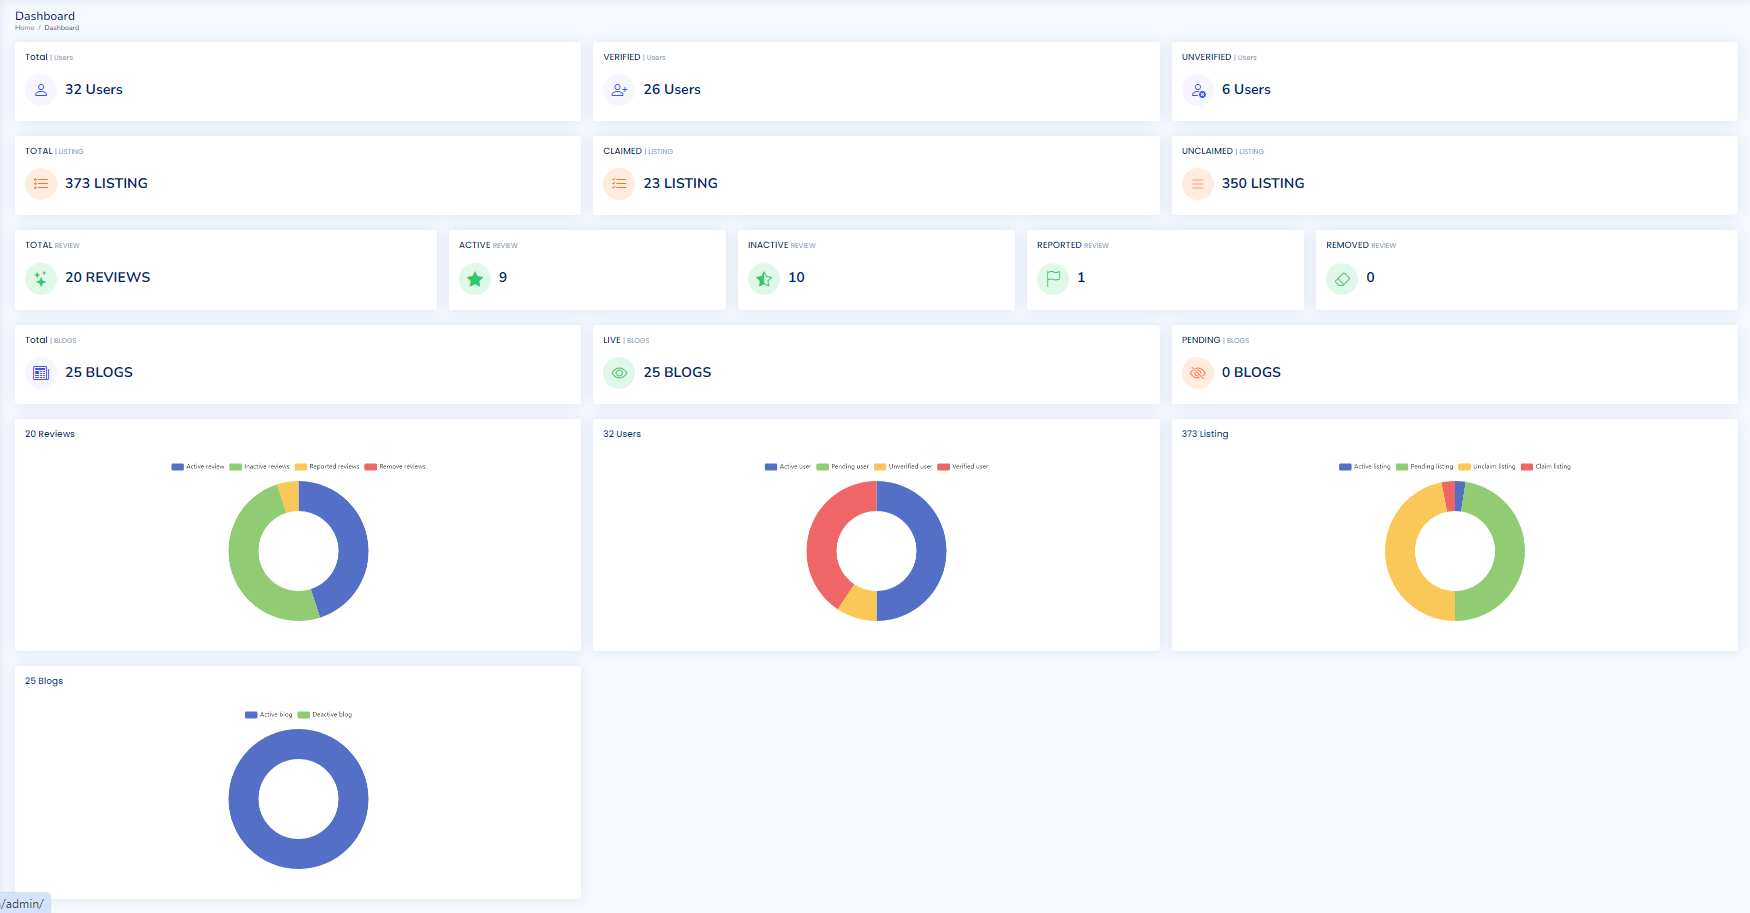 Dashboard
Home / Dashboard
Total | Users
32 Users
VERIFIED | Users
26 Users
UNVERIFIED | Users
6 Users
TOTAL | LISTING
373 LISTING
CLAIMED | LISTING
23 LISTING
UNCLAIMED | LISTING
350 LISTING
TOTAL REVIEW
20 REVIEWS
ACTIVE REVIEW
9
INACTIVE REVIEW
10
REPORTED REVIEW
1
REMOVED REVIEW
0
Total | BLOGS
25 BLOGS
LIVE | BLOGS
25 BLOGS
PENDING | BLOGS
0 BLOGS
20 Reviews
Active review Inactive reviews Reported reviews Remove reviews
32 Users
Active user Pending user Unverified user Verified user
373 Listing
Active listing Pending listing Unclaim listing Claim listing
25 Blogs
Active blog Deactive blog
/admin/